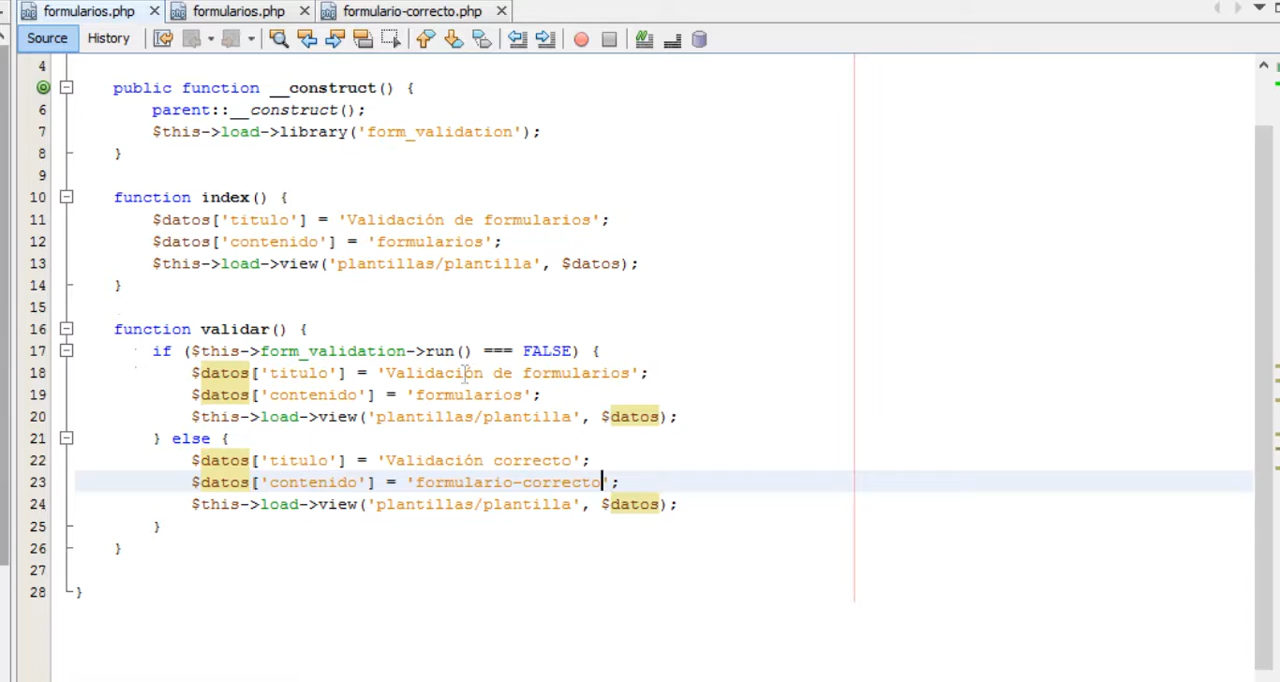 formularios.php formularios.php formulario-correcto.php
Source History
4
public function __construct() {
6 parent::__construct();
7 $this->load->library('form_validation');
8 }
9
10 function index() {
11 $datos['titulo'] = 'Validación de formularios';
12 $datos['contenido'] = 'formularios';
13 $this->load->view('plantillas/plantilla', $datos);
14 }
15
16 function validar() {
17 if ($this->form_validation->run() === FALSE) {
18 $datos['titulo'] = 'Validación de formularios';
19 $datos['contenido'] = 'formularios';
20 $this->load->view('plantillas/plantilla', $datos);
21 } else {
22 $datos['titulo'] = 'Validación correcto';
23 $datos['contenido'] = 'formulario-correcto';
24 $this->load->view('plantillas/plantilla', $datos);
25 }
26 }
27
28 }